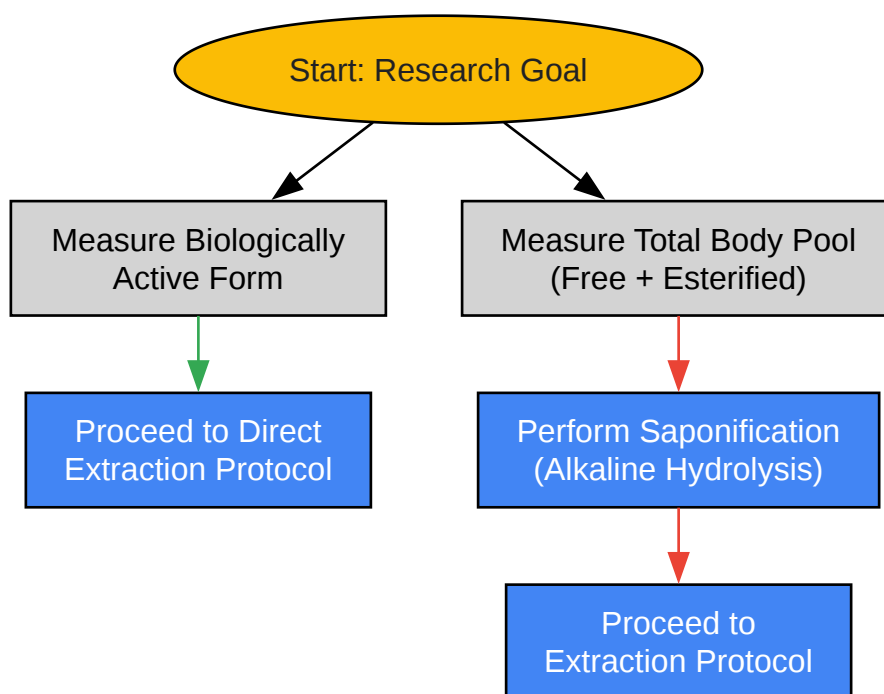 Start: Research Goal
Measure Biologically
Active Form
Measure Total Body Pool
(Free + Esterified)
Proceed to Direct
Extraction Protocol
Perform Saponification
(Alkaline Hydrolysis)
Proceed to
Extraction Protocol